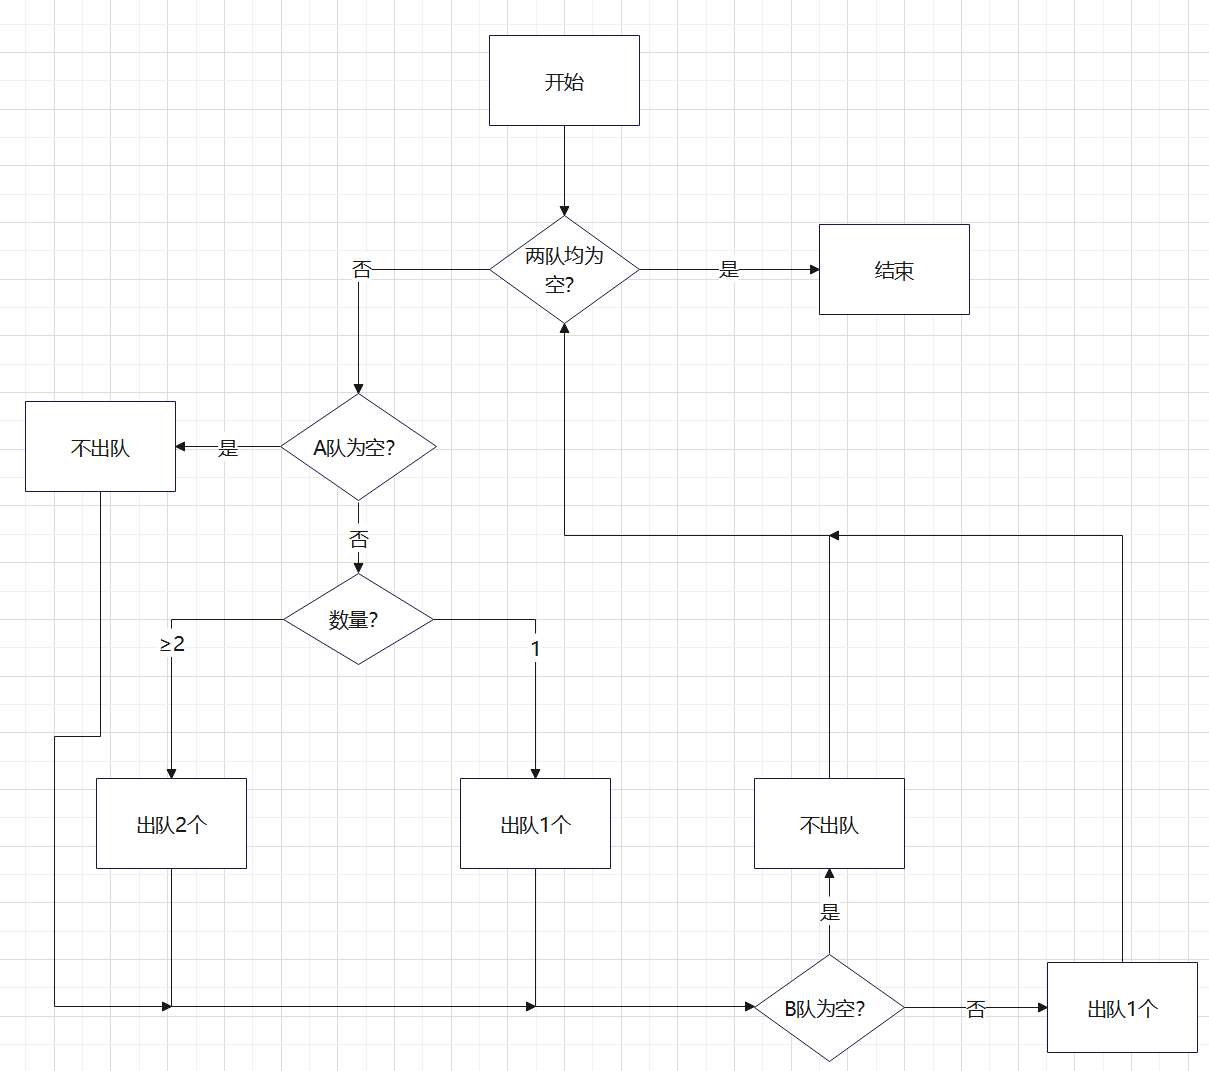 开始
两队均为
空?
是
结束
否
A队为空?
是
不出队
否
数量?
≥2
1
出队2个
出队1个
不出队
是
B队为空?
否
出队1个